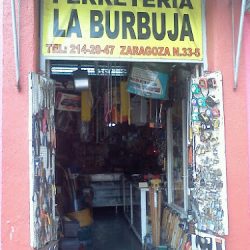 FERRETERIA
LA BURBUJA
TEL: 214-28-47 ZARAGOZA N.33-5